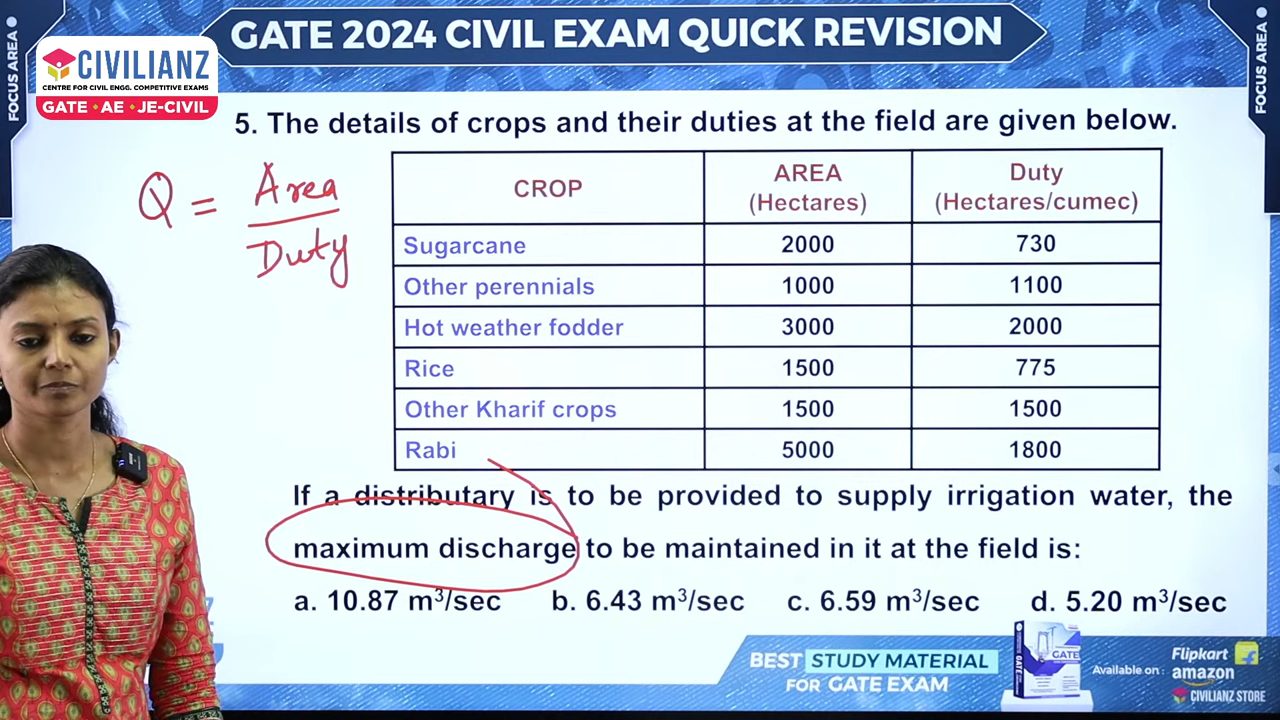 FOCUS AREA
GATE 2024 CIVIL EXAM QUICK REVISION
FOCUS AREA
CIVILIANZ
CENTRE FOR CIVIL ENGG. COMPETITIVE EXAMS
GATE • AE • JE-CIVIL
5. The details of crops and their duties at the field are given below.
Q = Area
Duty
CROP AREA (Hectares) Duty (Hectares/cumec)
Sugarcane 2000 730
Other perennials 1000 1100
Hot weather fodder 3000 2000
Rice 1500 775
Other Kharif crops 1500 1500
Rabi 5000 1800
If a distributary is to be provided to supply irrigation water, the
maximum discharge to be maintained in it at the field is:
a. 10.87 m³/sec b. 6.43 m³/sec c. 6.59 m³/sec d. 5.20 m³/sec
BEST STUDY MATERIAL
FOR GATE EXAM
GATE
Available on :
Flipkart
amazon
CIVILIANZ STORE